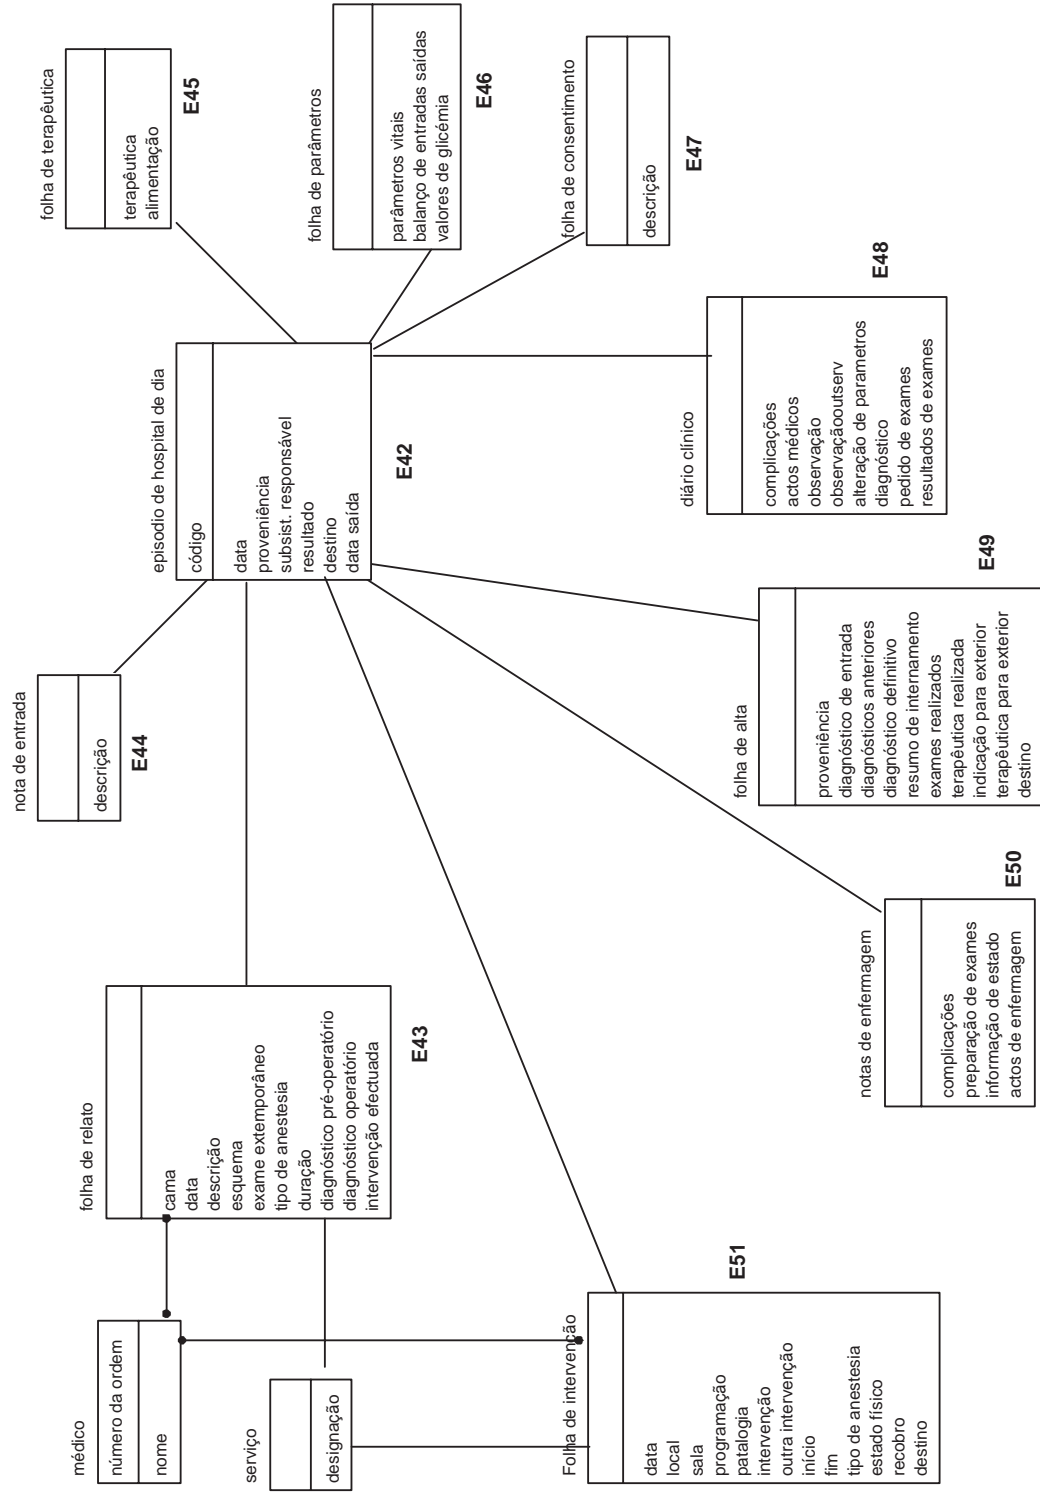 médico
número da ordem
nome
serviço
designação
Folha de intervenção
data
local
sala
programação
patalogia
intervenção
outra intervenção
início
fim
tipo de anestesia
estado físico
recobro
destino
E51
folha de relato
cama
data
descrição
esquema
exame extemporâneo
tipo de anestesia
duração
diagnóstico pré-operatório
diagnóstico operatório
intervenção efectuada
E43
notas de enfermagem
complicações
preparação de exames
informação de estado
actos de enfermagem
E50
nota de entrada
descrição
E44
folha de alta
proveniência
diagnóstico de entrada
diagnósticos anteriores
diagnóstico definitivo
resumo de internamento
exames realizados
terapêutica realizada
indicação para exterior
terapêutica para exterior
destino
E49
episodio de hospital de dia
código
data
proveniência
subsist. responsável
resultado
destino
data saída
E42
diário clínico
complicações
actos médicos
observação
observaçãooutserv
alteração de parametros
diagnóstico
pedido de exames
resultados de exames
E48
folha de terapêutica
terapêutica
alimentação
E45
folha de parâmetros
parâmetros vitais
balanço de entradas saídas
valores de glicémia
E46
folha de consentimento
descrição
E47